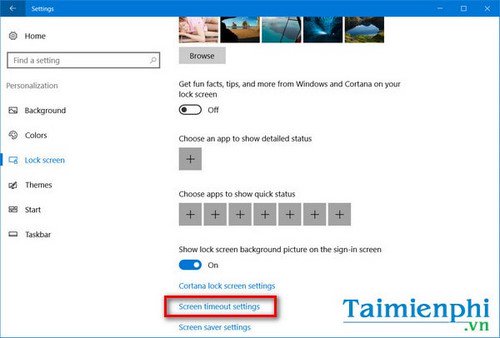 Settings
Home
Find a setting
Personalization
Background
Colors
Lock screen
Themes
Start
Taskbar
Browse
Get fun facts, tips, and more from Windows and Cortana on your
lock screen.
Off
Choose an app to show detailed status
Choose apps to show quick status
Show lock screen background picture on the sign-in screen
On
Cortana lock screen settings
Screen timeout settings
Screen saver settings
Taimienphi
.vn